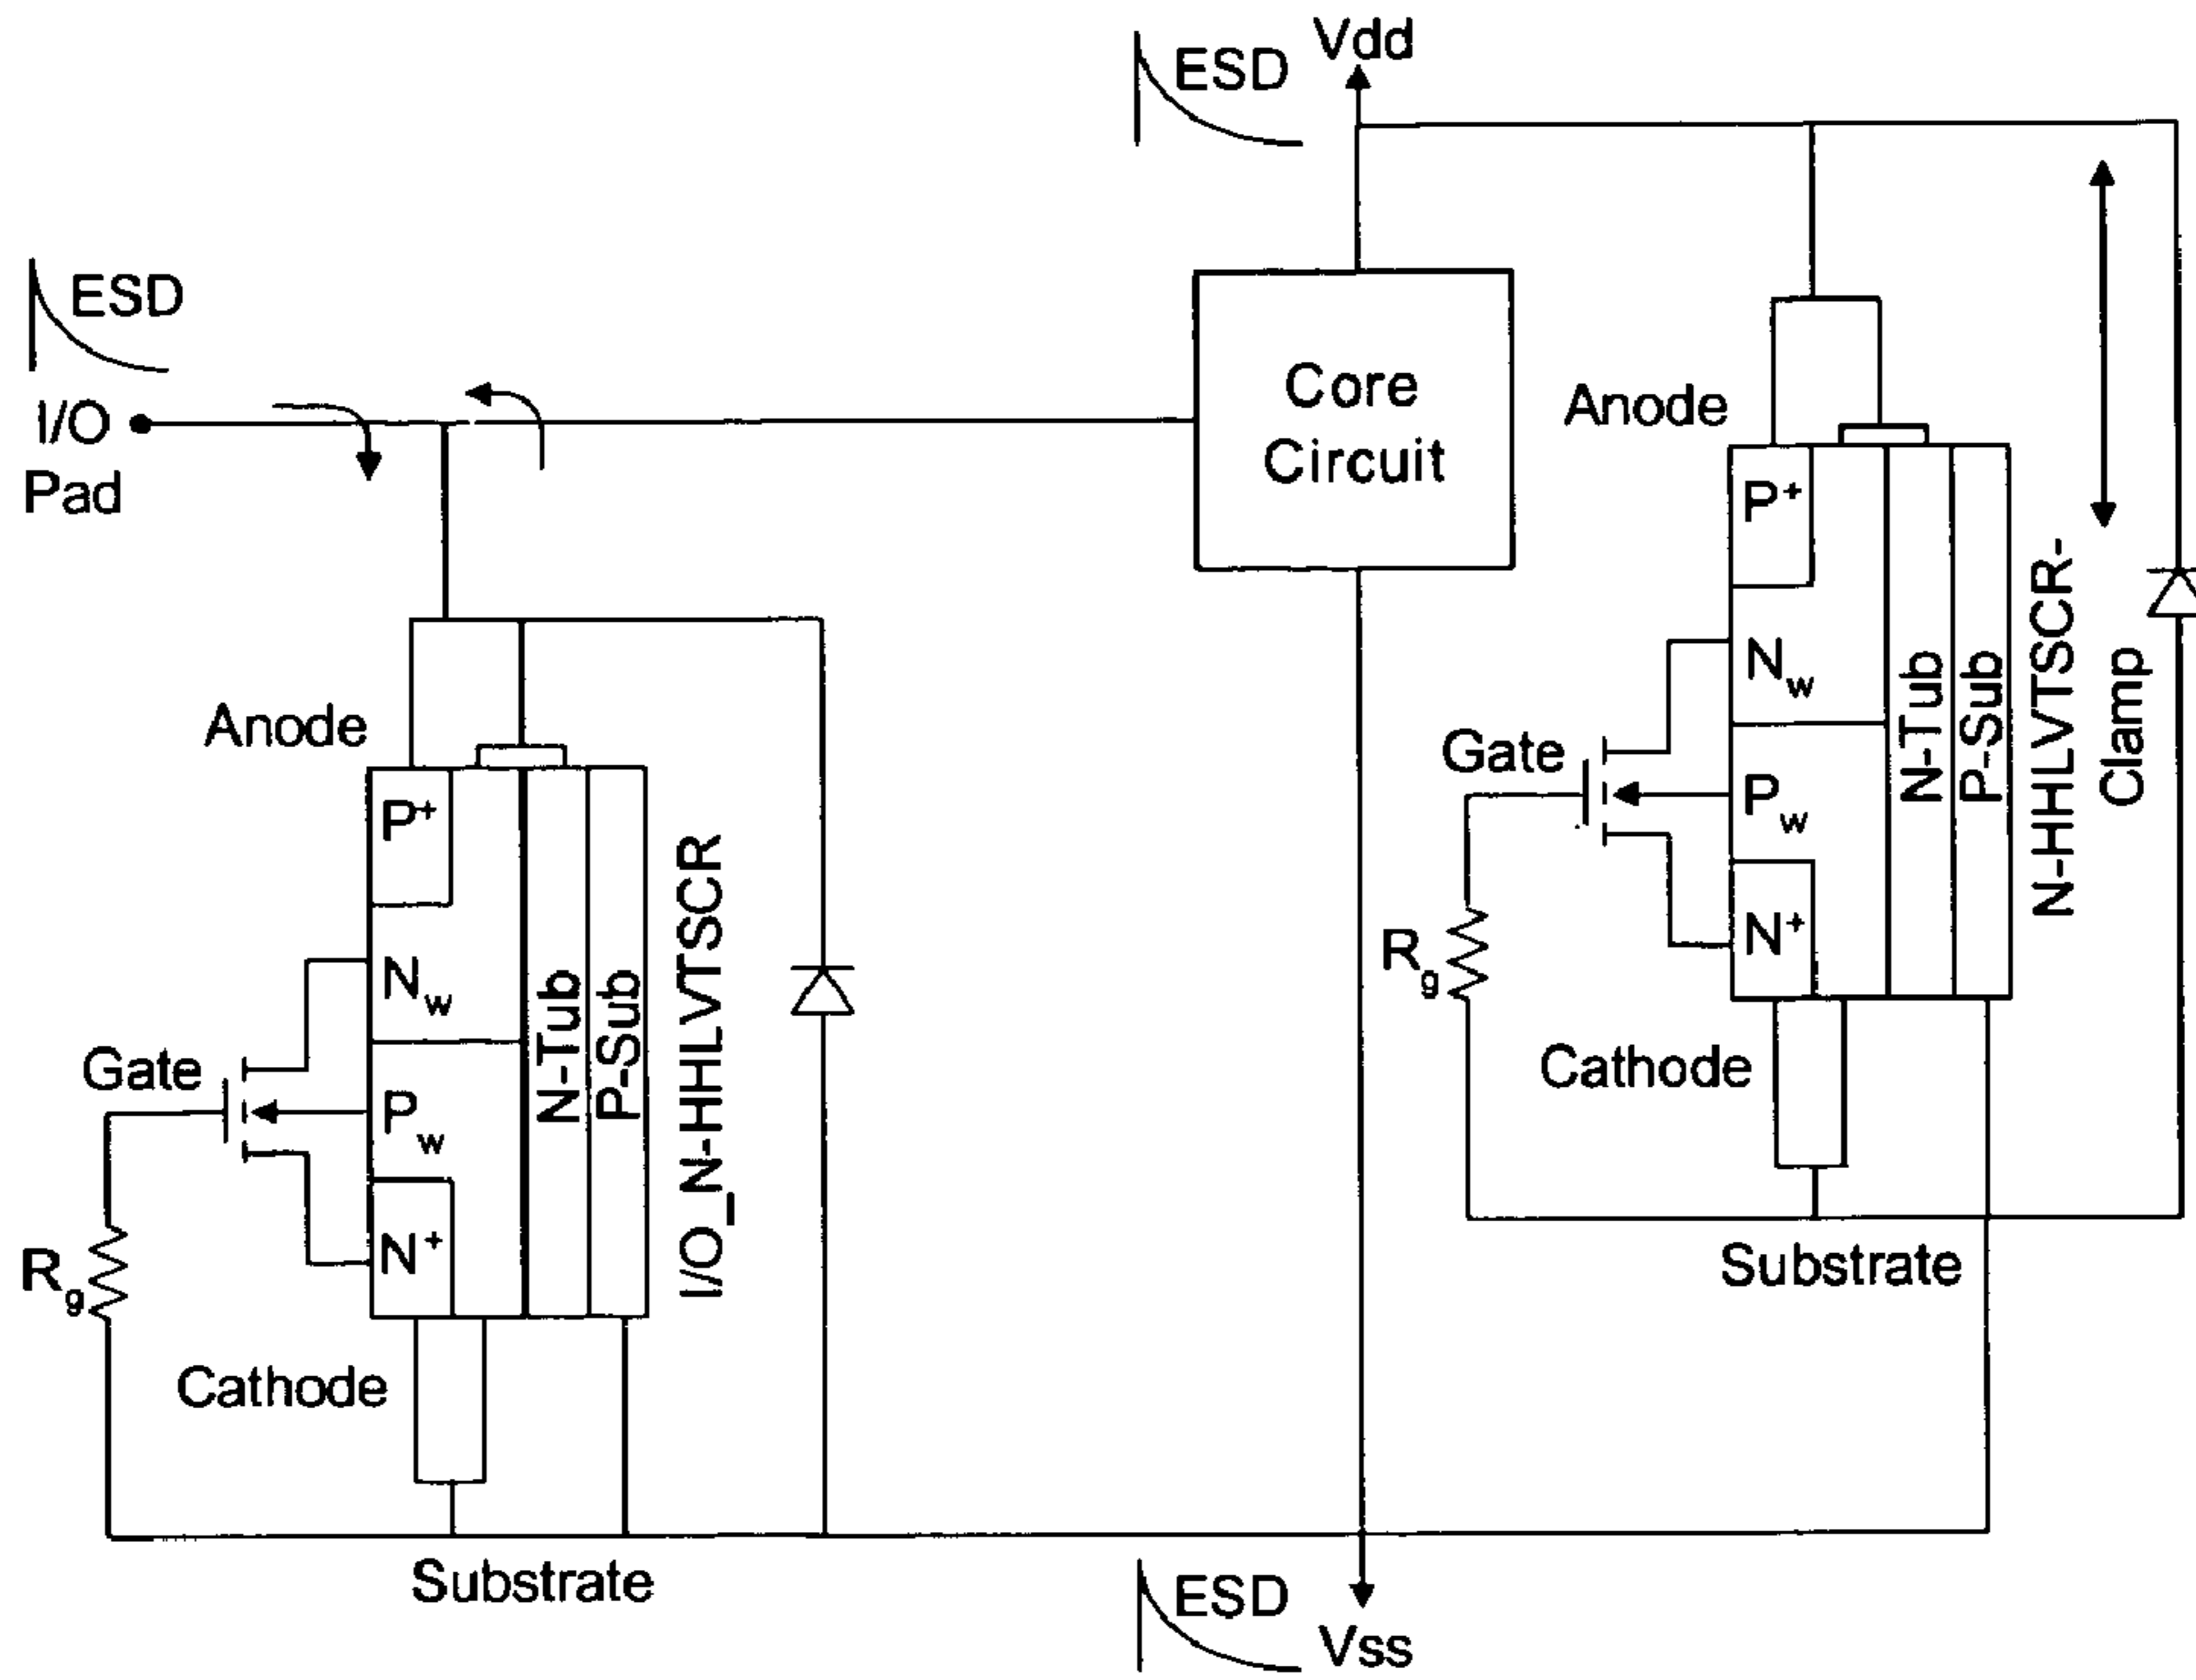 ESD
Vdd
ESD
I/O
Pad
Core
Circuit
Anode
P+
Nw
Pw
N+
N-Tub
P-Sub
N-HHLVTSCR-
Clamp
Gate
Rg
Cathode
Substrate
Anode
P+
Nw
Pw
N+
N-Tub
P-Sub
I/O_N-HHLVTSCR
Gate
Rg
Cathode
Substrate
ESD
Vss